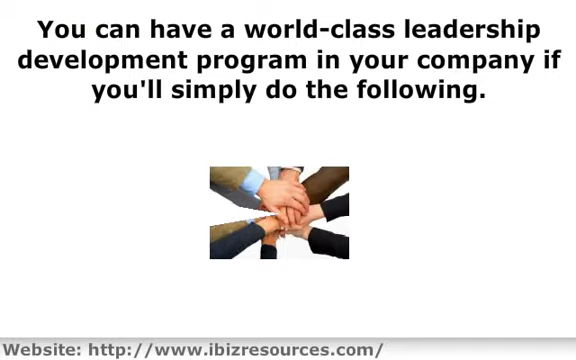 You can have a world-class leadership
development program in your company if
you'll simply do the following.
Website: http://www.ibizresources.com/